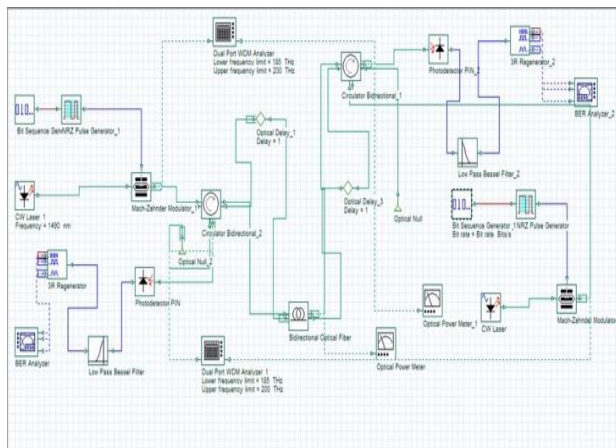 Dual Port WDM Analyzer
Lower frequency limit = 185 THz
Upper frequency limit = 200 THz
Circulator Bidirectional_1
Photodetector PIN_2
3R Regenerator_2
BER Analyzer_2
Bit Sequence Gen
NRZ Pulse Generator_1
Optical Delay_1
Delay = 1
Low Pass Bessel Filter_2
CW Laser 1
Frequency = 1490 nm
Mach-Zehnder Modulator_1
Circulator Bidirectional_2
Optical Delay_3
Delay = 1
Optical Null
Bit Sequence Generator_1
NRZ Pulse Generator
Bit rate = Bit rate Bits/s
Optical Null_2
3R Regenerator
Photodetector PIN
Bidirectional Optical Fiber
Optical Power Meter_1
CW Laser
Mach-Zehnder Modulator
BER Analyzer
Low Pass Bessel Filter
Dual Port WDM Analyzer_1
Lower frequency limit = 185 THz
Upper frequency limit = 200 THz
Optical Power Meter